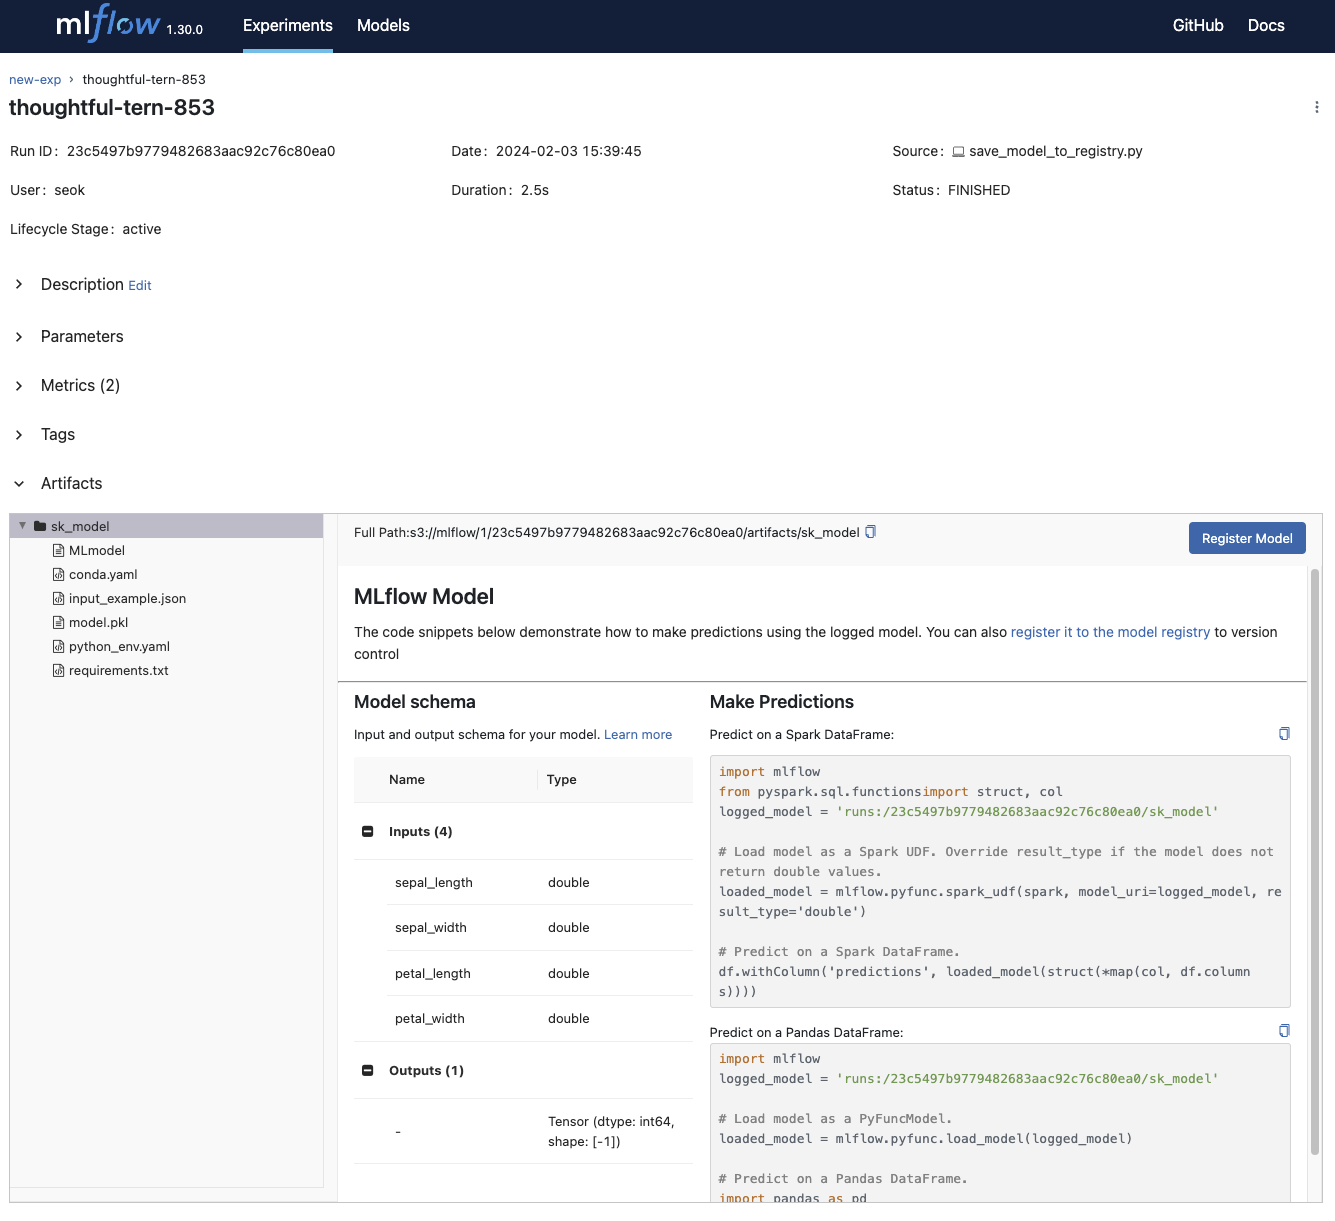 mlflow 1.30.0 Experiments Models GitHub Docs
new-exp › thoughtful-tern-853
thoughtful-tern-853
Run ID: 23c5497b9779482683aac92c76c80ea0 Date: 2024-02-03 15:39:45 Source: save_model_to_registry.py
User: seok Duration: 2.5s Status: FINISHED
Lifecycle Stage: active
Description Edit
Parameters
Metrics (2)
Tags
Artifacts
sk_model
MLmodel
conda.yaml
input_example.json
model.pkl
python_env.yaml
requirements.txt
Full Path:s3://mlflow/1/23c5497b9779482683aac92c76c80ea0/artifacts/sk_model
Register Model
MLflow Model
The code snippets below demonstrate how to make predictions using the logged model. You can also register it to the model registry to version
control
Model schema
Input and output schema for your model. Learn more
Name Type
Inputs (4)
sepal_length double
sepal_width double
petal_length double
petal_width double
Outputs (1)
- Tensor (dtype: int64,
shape: [-1])
Make Predictions
Predict on a Spark DataFrame:
import mlflow
from pyspark.sql.functionsimport struct, col
logged_model = 'runs:/23c5497b9779482683aac92c76c80ea0/sk_model'
# Load model as a Spark UDF. Override result_type if the model does not
return double values.
loaded_model = mlflow.pyfunc.spark_udf(spark, model_uri=logged_model, re
sult_type='double')
# Predict on a Spark DataFrame.
df.withColumn('predictions', loaded_model(struct(*map(col, df.column
s))))
Predict on a Pandas DataFrame:
import mlflow
logged_model = 'runs:/23c5497b9779482683aac92c76c80ea0/sk_model'
# Load model as a PyFuncModel.
loaded_model = mlflow.pyfunc.load_model(logged_model)
# Predict on a Pandas DataFrame.
import pandas as pd